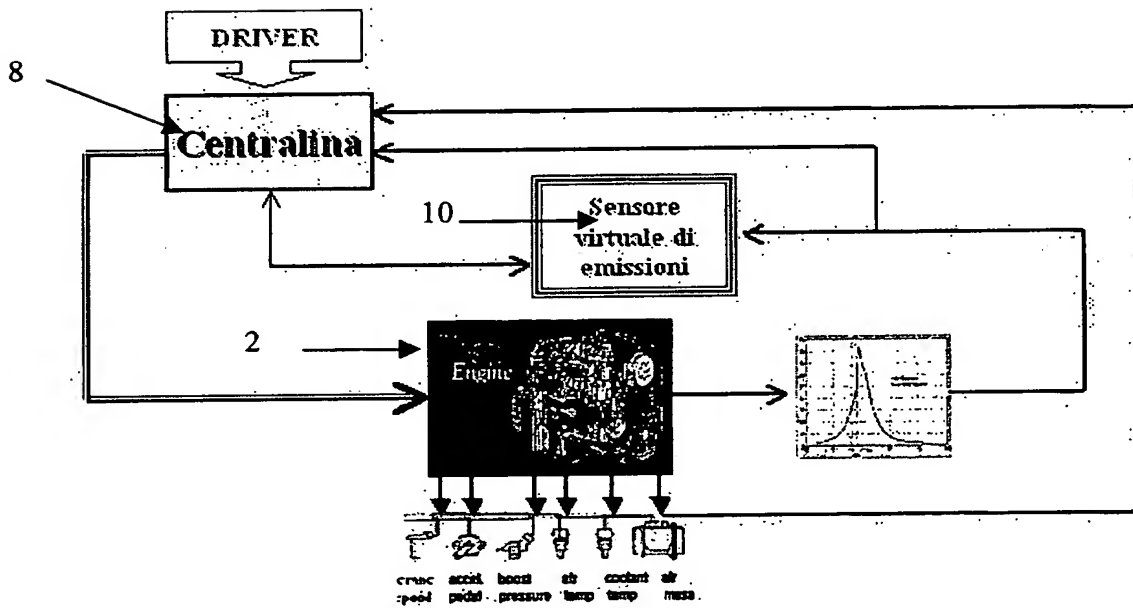 DRIVER
8
Centralina
10
Sensore
virtuale di
emissioni
2
Engine
accel. boost air coolant air
speed pedal pressure temp temp mass